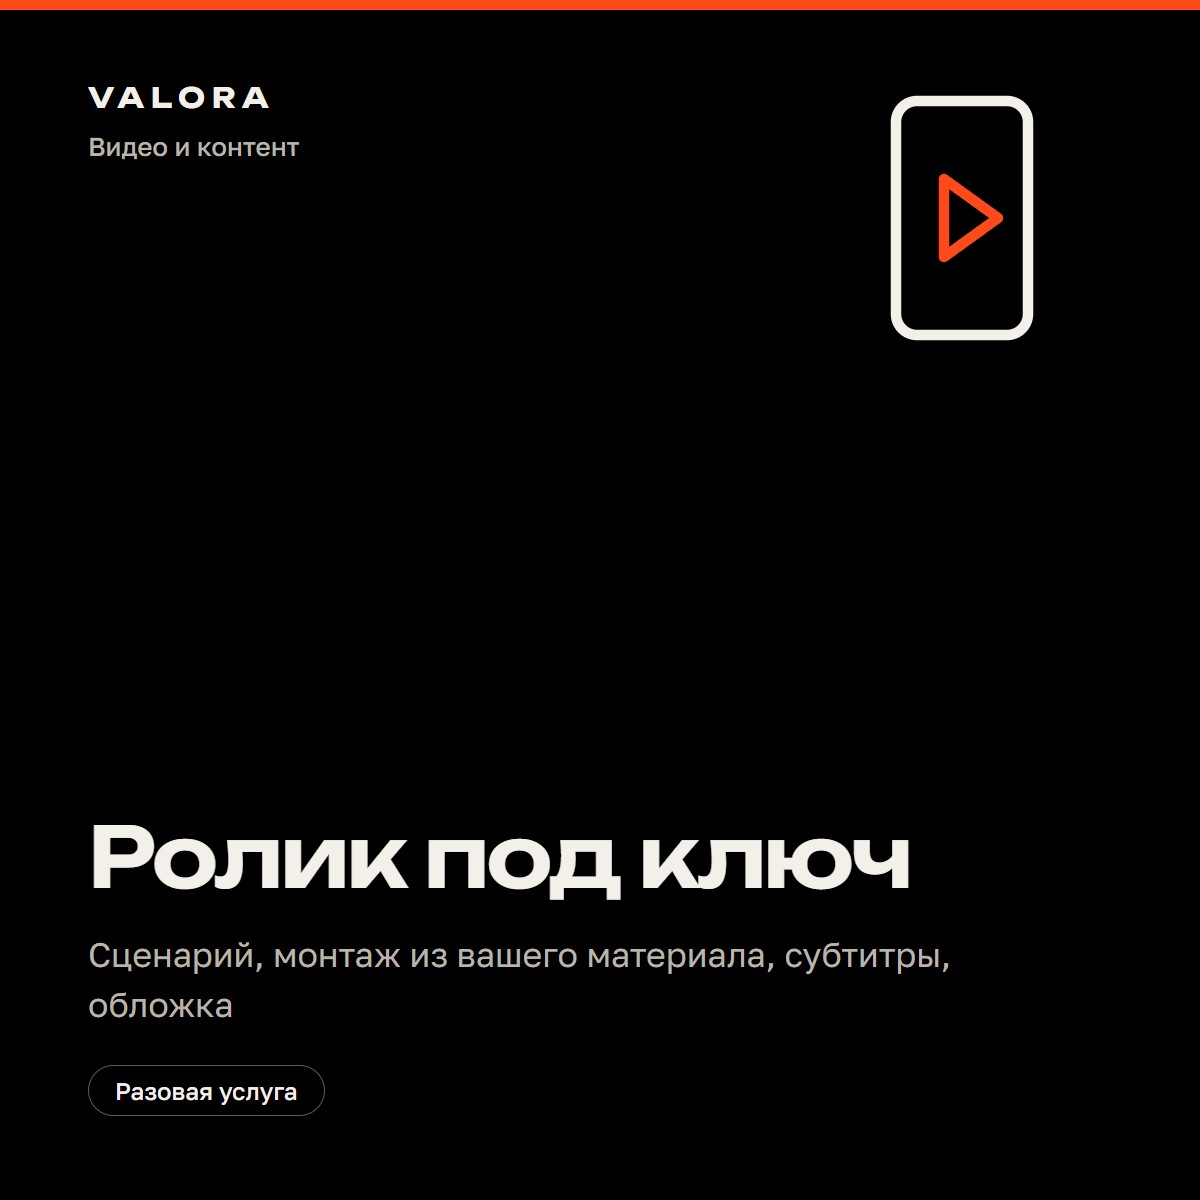 VALORA
Видео и контент
Ролик под ключ
Сценарий, монтаж из вашего материала, субтитры,
обложка
Разовая услуга